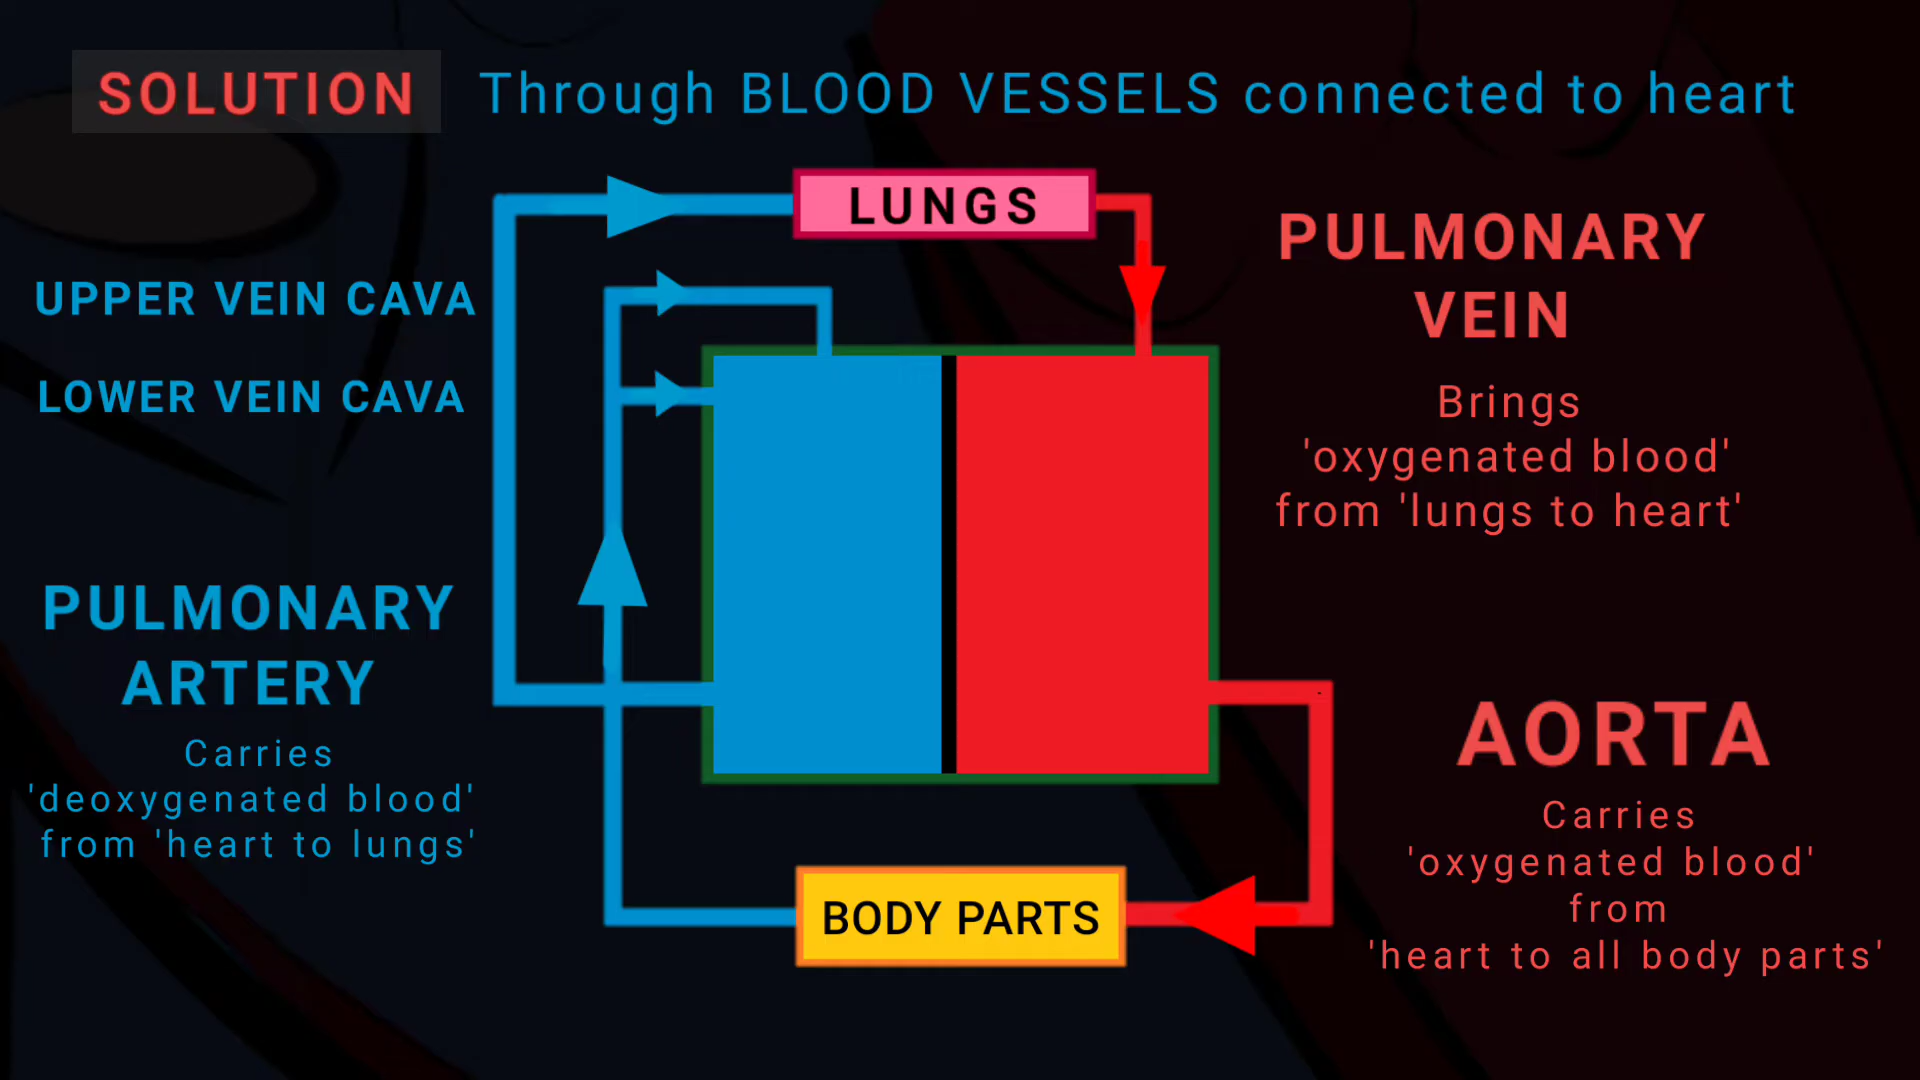 SOLUTION Through BLOOD VESSELS connected to heart
LUNGS
UPPER VEIN CAVA
LOWER VEIN CAVA
PULMONARY
VEIN
Brings
'oxygenated blood'
from 'lungs to heart'
PULMONARY
ARTERY
Carries
'deoxygenated blood'
from 'heart to lungs'
AORTA
Carries
'oxygenated blood'
from
'heart to all body parts'
BODY PARTS